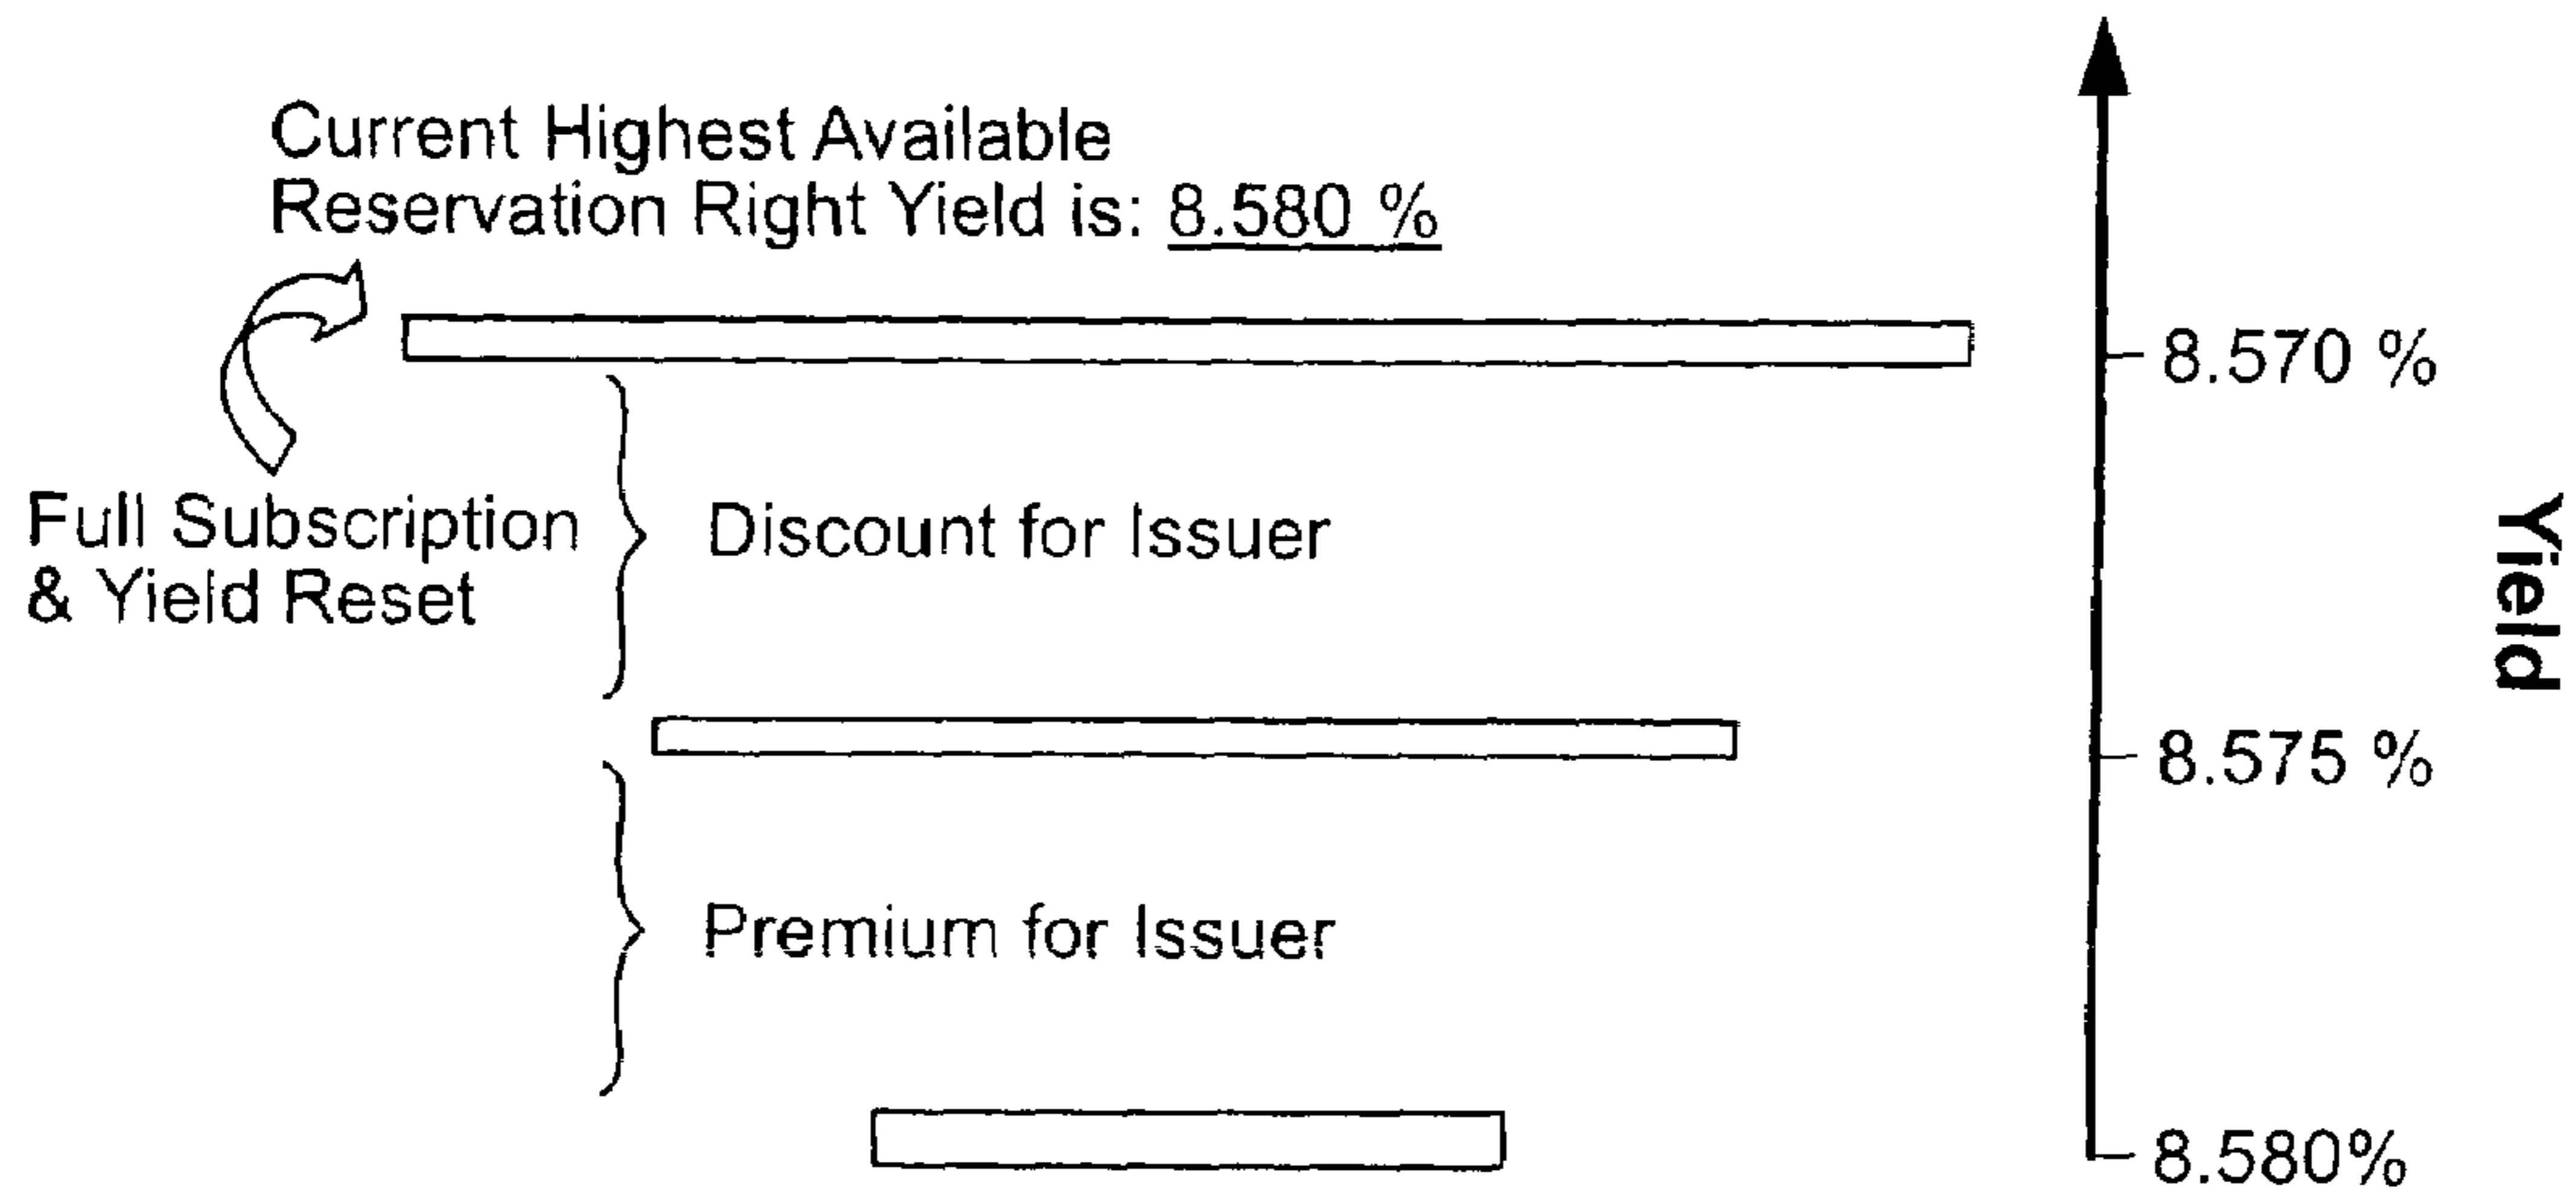 Current Highest Available
Reservation Right Yield is: 8.580 %
8.570 %
Full Subscription
& Yield Reset
Discount for Issuer
Yield
8.575 %
Premium for Issuer
8.580%